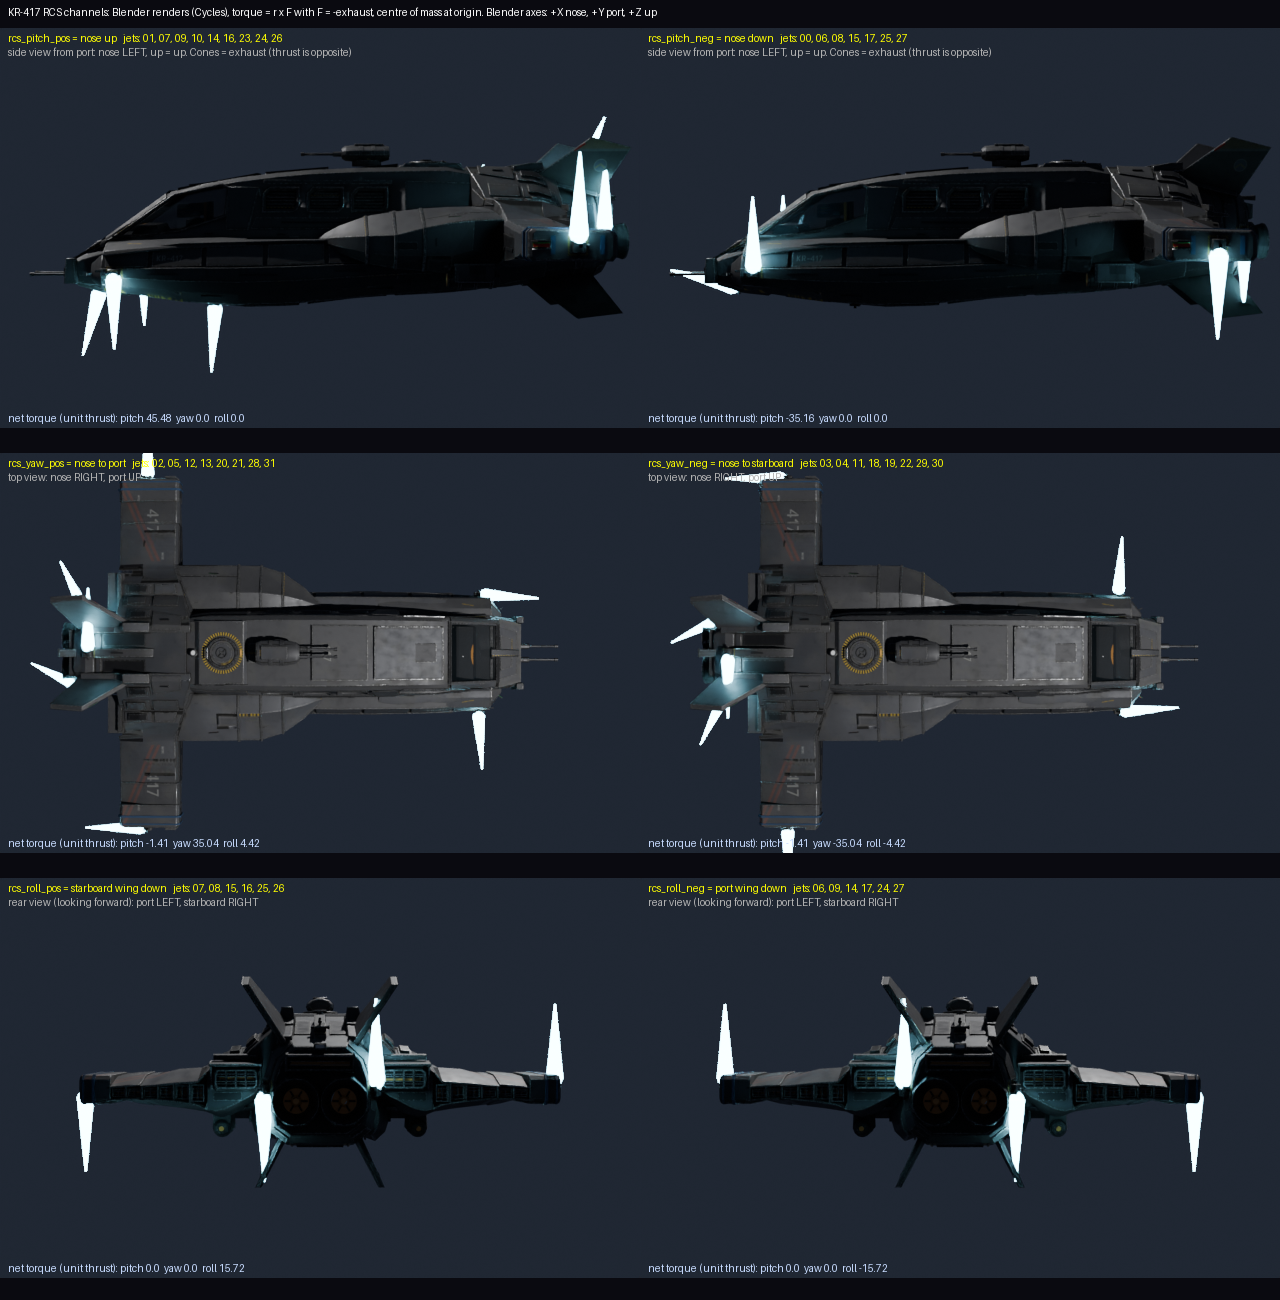 KR-417 RCS channels: Blender renders (Cycles), torque = r x F with F = -exhaust, centre of mass at origin. Blender axes: +X nose, +Y port, +Z up
rcs_pitch_pos = nose up jets: 01, 07, 09, 10, 14, 16, 23, 24, 26
side view from port: nose LEFT, up = up. Cones = exhaust (thrust is opposite)
net torque (unit thrust): pitch 45.48 yaw 0.0 roll 0.0
rcs_pitch_neg = nose down jets: 00, 06, 08, 15, 17, 25, 27
side view from port: nose LEFT, up = up. Cones = exhaust (thrust is opposite)
net torque (unit thrust): pitch -35.16 yaw 0.0 roll 0.0
rcs_yaw_pos = nose to port jets: 02, 05, 12, 13, 20, 21, 28, 31
top view: nose RIGHT, port UP
417
417
net torque (unit thrust): pitch -1.41 yaw 35.04 roll 4.42
rcs_yaw_neg = nose to starboard jets: 03, 04, 11, 18, 19, 22, 29, 30
top view: nose RIGHT, port UP
417
417
net torque (unit thrust): pitch .41 yaw -35.04 roll -4.42
rcs_roll_pos = starboard wing down jets: 07, 08, 15, 16, 25, 26
rear view (looking forward): port LEFT, starboard RIGHT
net torque (unit thrust): pitch 0.0 yaw 0.0 roll 15.72
rcs_roll_neg = port wing down jets: 06, 09, 14, 17, 24, 27
rear view (looking forward): port LEFT, starboard RIGHT
net torque (unit thrust): pitch 0.0 yaw 0.0 roll -15.72